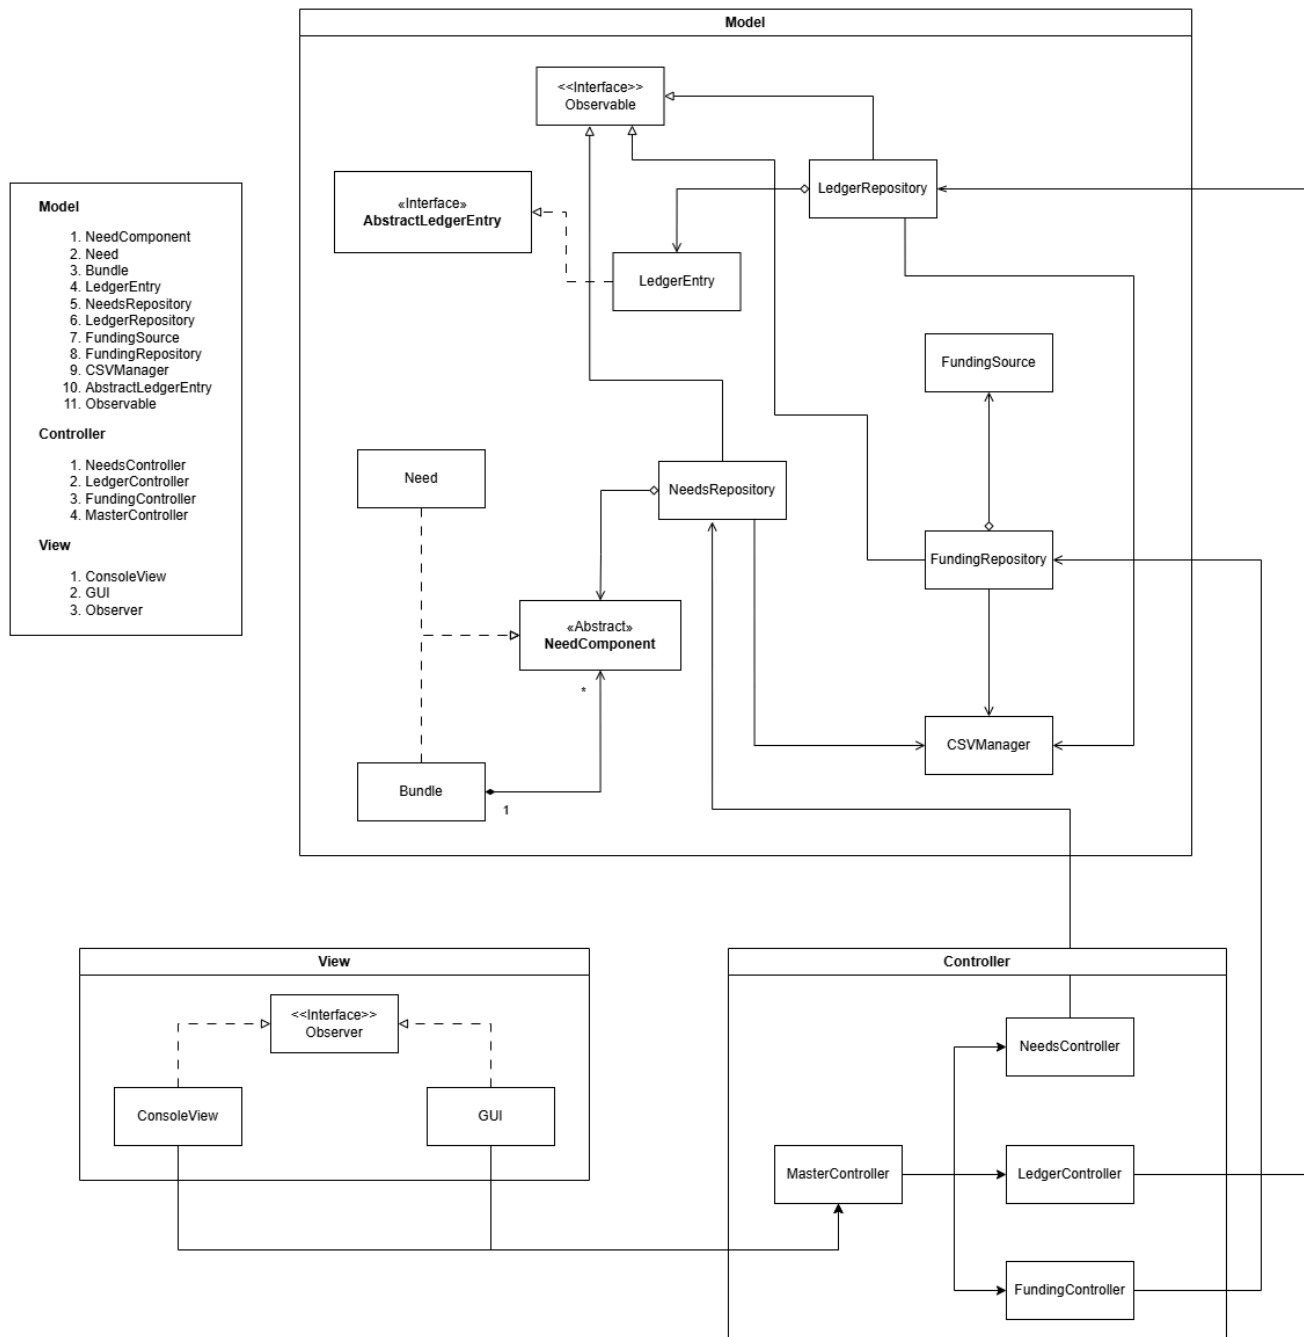 Model
<<Interface>>
Observable
LedgerRepository
«Interface»
AbstractLedgerEntry
LedgerEntry
Model
1. NeedComponent
2. Need
3. Bundle
4. LedgerEntry
5. NeedsRepository
6. LedgerRepository
7. FundingSource
8. FundingRepository
9. CSVManager
10. AbstractLedgerEntry
11. Observable
Controller
1. NeedsController
2. LedgerController
3. FundingController
4. MasterController
View
1. ConsoleView
2. GUI
3. Observer
FundingSource
Need
NeedsRepository
FundingRepository
«Abstract»
NeedComponent
*
CSVManager
Bundle
1
View
<<Interface>>
Observer
ConsoleView
GUI
Controller
NeedsController
MasterController
LedgerController
FundingController